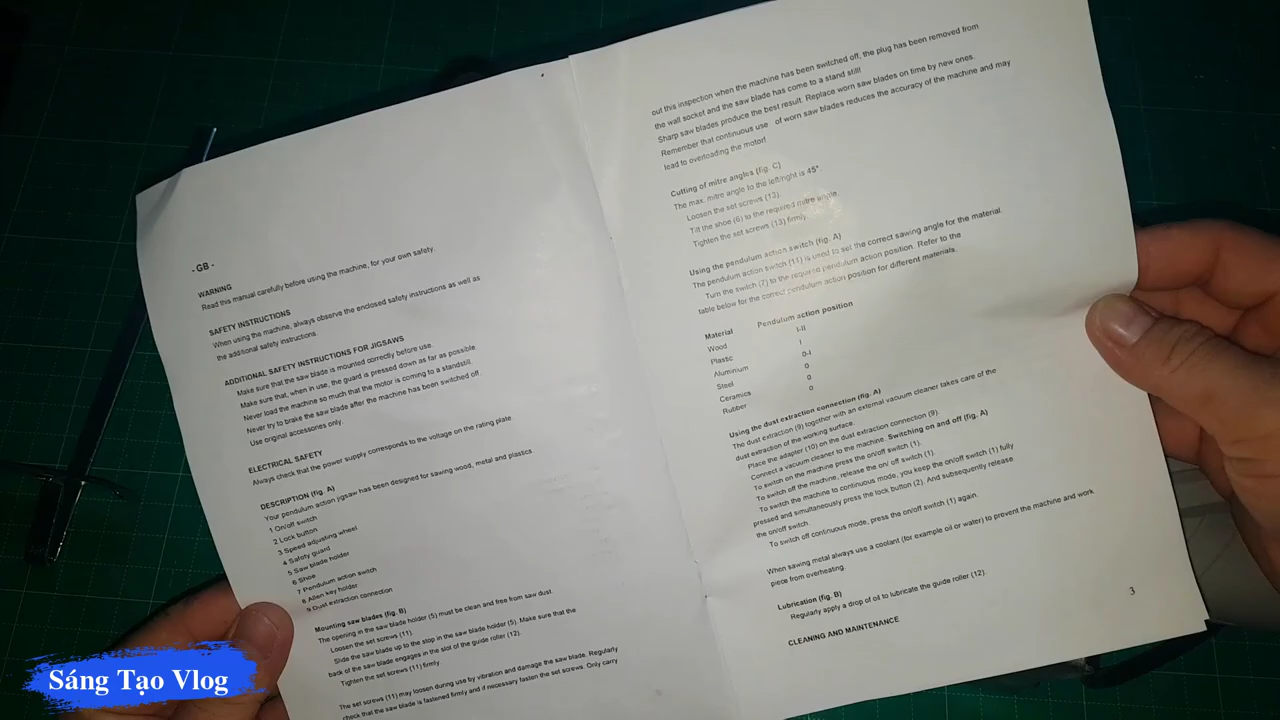 - GB -
WARNING
Read this manual carefully before using the machine, for your own safety.
SAFETY INSTRUCTIONS
When using the machine, always observe the enclosed safety instructions as well as
the additional safety instructions.
ADDITIONAL SAFETY INSTRUCTIONS FOR JIGSAWS
Make sure that the saw blade is mounted correctly before use.
Make sure that, when in use, the guard is pressed down as far as possible
Never load the machine so much that the motor is coming to a standstill.
Never try to brake the saw blade after the machine has been switched off.
Use original accessories only.
ELECTRICAL SAFETY
Always check that the power supply corresponds to the voltage on the rating plate
DESCRIPTION (fig. A)
Your pendulum action jigsaw has been designed for sawing wood, metal and plastics
1 On/off switch
2 Lock button
3 Speed adjusting wheel
4 Safety guard
5 Saw blade holder
6 Shoe
7 Pendulum action switch
8 Allen key holder
9 Dust extraction connection
Mounting saw blades (fig. B)
The opening in the saw blade holder (5) must be clean and free from saw dust.
Loosen the set screws (11).
Slide the saw blade up to the stop in the saw blade holder (5). Make sure that the
back of the saw blade engages in the slot of the guide roller (12).
Tighten the set screws (11) firmly.
The set screws (11) may loosen during use by vibration and damage the saw blade. Regularly
check that the saw blade is fastened firmly and if necessary fasten the set screws. Only carry
out this inspection when the machine has been switched off, the plug has been removed from
the wall socket and the saw blade has come to a stand still!
Sharp saw blades produce the best result. Replace worn saw blades on time by new ones.
Remember that continuous use of worn saw blades reduces the accuracy of the machine and may
lead to overloading the motor!
Cutting of mitre angles (fig. C)
The max. mitre angle to the left/right is 45°.
Loosen the set screws (13).
Tilt the shoe (6) to the required mitre angle.
Tighten the set screws (13) firmly.
Using the pendulum action switch (fig. A)
The pendulum action switch (11) is used to set the correct sawing angle for the material.
Turn the switch (7) to the required pendulum action position. Refer to the
table below for the correct pendulum action position for different materials.
Material Pendulum action position
Wood I-II
Plastic I
Aluminium 0-I
Steel 0
Ceramics 0
Rubber 0
Using the dust extraction connection (fig. A)
The dust extraction (9) together with an external vacuum cleaner takes care of the
dust extraction of the working surface.
Place the adapter (10) on the dust extraction connection (9).
Connect a vacuum cleaner to the machine. Switching on and off (fig. A)
To switch on the machine press the on/off switch (1).
To switch off the machine, release the on/ off switch (1).
To switch the machine to continuous mode, you keep the on/off switch (1) fully
pressed and simultaneously press the lock button (2). And subsequently release
the on/off switch
To switch off continuous mode, press the on/off switch (1) again.
When sawing metal always use a coolant (for example oil or water) to prevent the machine and work
piece from overheating.
Lubrication (fig. B)
Regularly apply a drop of oil to lubricate the guide roller (12).
CLEANING AND MAINTENANCE
3
Sáng Tạo Vlog